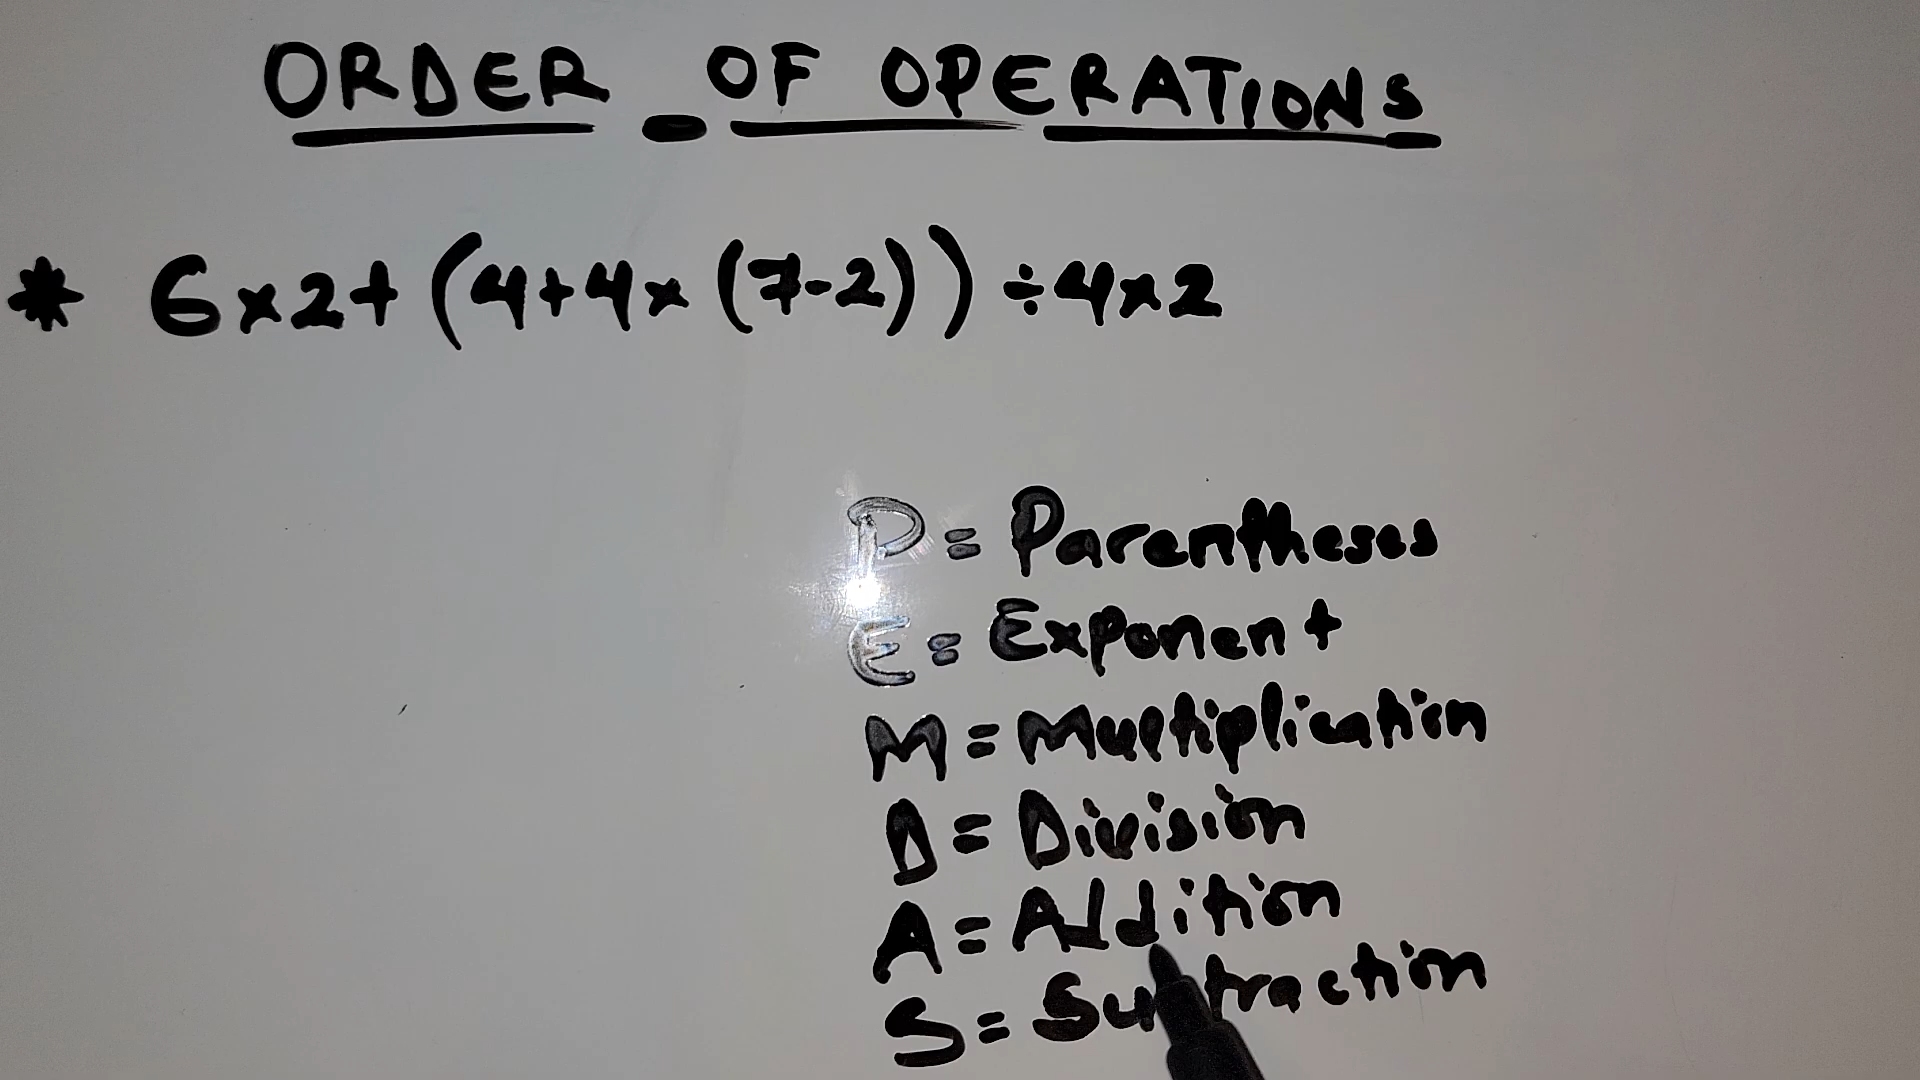 ORDER OF OPERATIONS
* 6×2+(4+4×(7-2))÷4×2
P= Parentheses
E= Exponent
M= Multiplication
D= Division
A= Addition
S= Subtraction